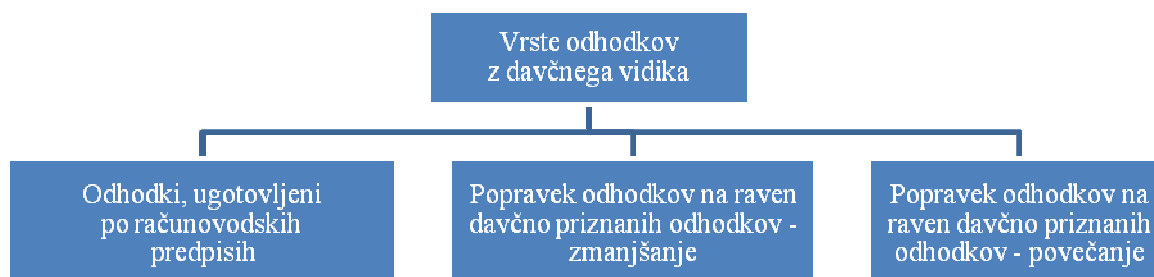 Vrste odhodkov
z davčnega vidika
Odhodki, ugotovljeni
po računovodskih
predpisih
Popravek odhodkov na raven
davčno priznanih odhodkov -
zmanjšanje
Popravek odhodkov na
raven davčno priznanih
odhodkov - povečanje